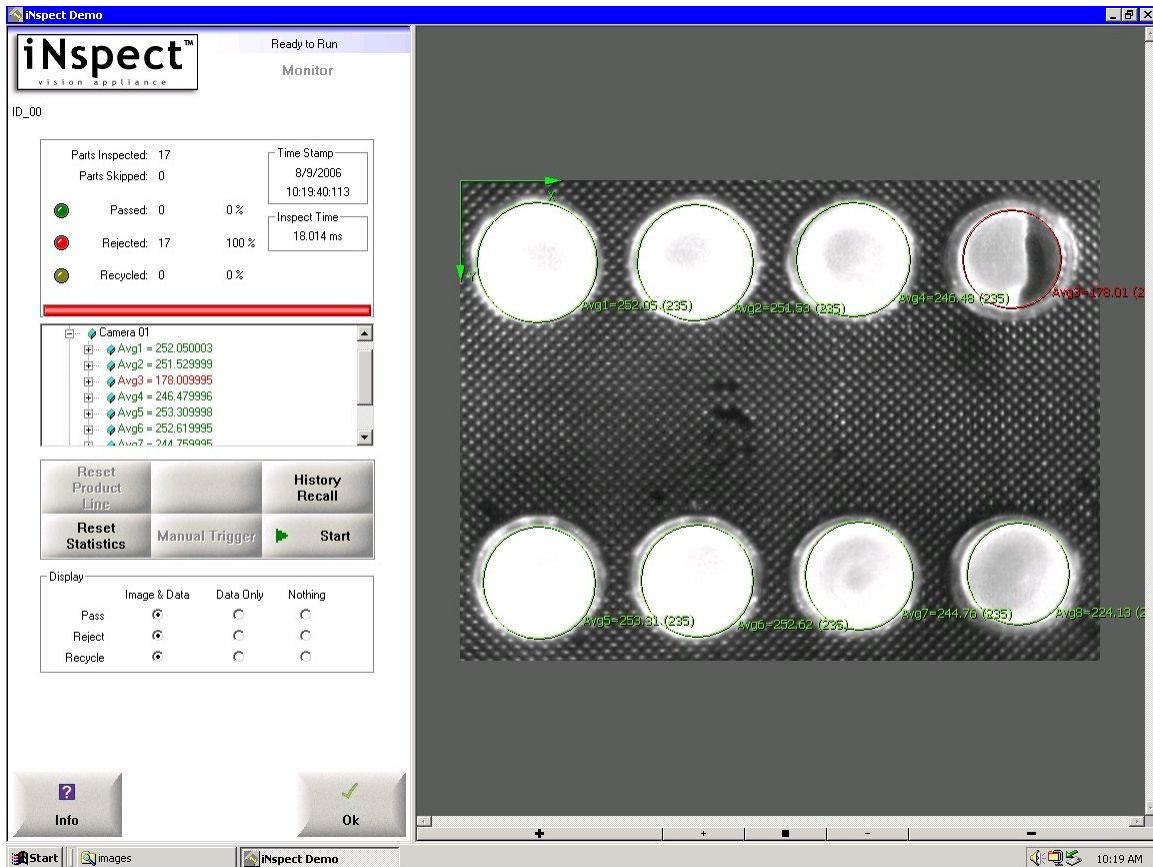 iNspect Demo
iNspect™
vision appliance
Ready to Run
Monitor
ID_00
Parts Inspected: 17
Parts Skipped: 0
Passed: 0 0 %
Rejected: 17 100 %
Recycled: 0 0 %
Time Stamp
8/9/2006
10:19:40:113
Inspect Time
18.014 ms
Camera 01
Avg1 = 252.050003
Avg2 = 251.529999
Avg3 = 178.009995
Avg4 = 246.479996
Avg5 = 253.309998
Avg6 = 252.619995
Avg7 = 244.759995
Reset Product Line
History Recall
Reset Statistics
Manual Trigger
Start
Display
Image & Data Data Only Nothing
Pass
Reject
Recycle
? Info
Ok
X
Y
Avg1=252.05 (235)
Avg2=251.53 (235)
Avg4=246.48 (235)
Avg3=178.01 (2
Avg5=253.31 (235)
Avg6=252.62 (235)
Avg7=244.76 (235)
Avg8=224.13 (2
Start
images
iNspect Demo
10:19 AM